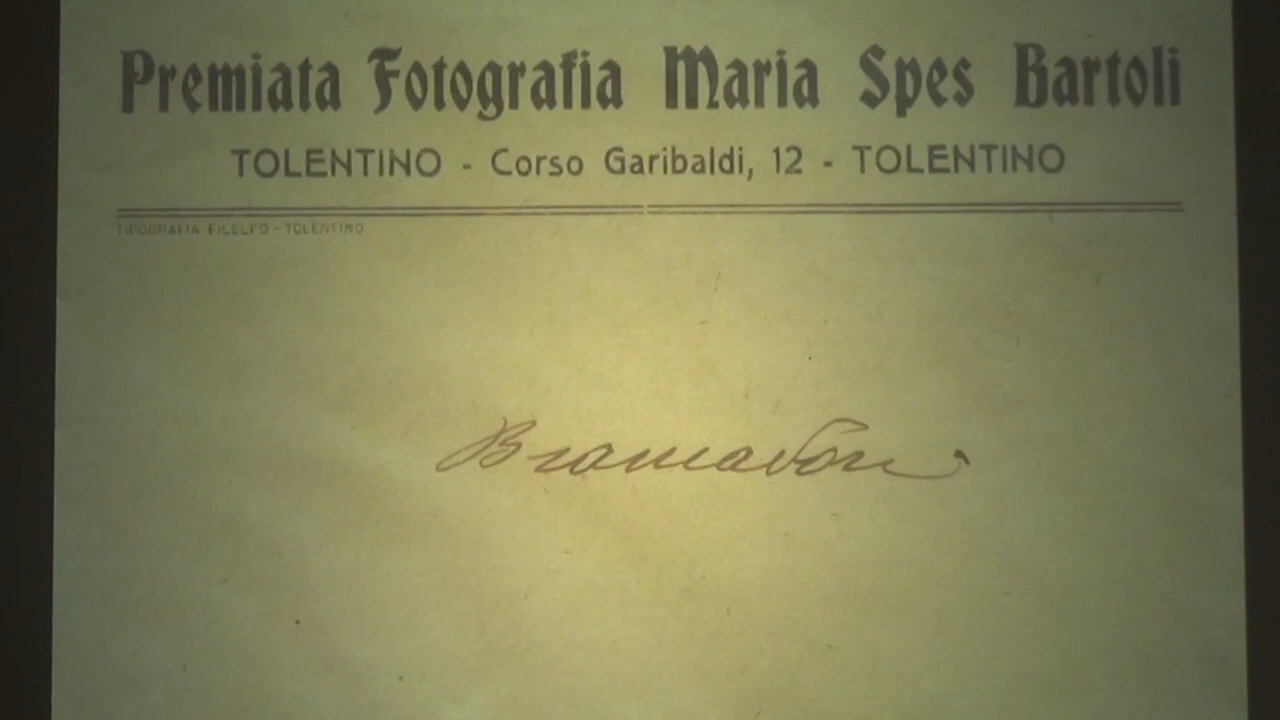 Premiata Fotografia Maria Spes Bartoli
TOLENTINO - Corso Garibaldi, 12 - TOLENTINO
TIPOGRAFIA FILELFO - TOLENTINO